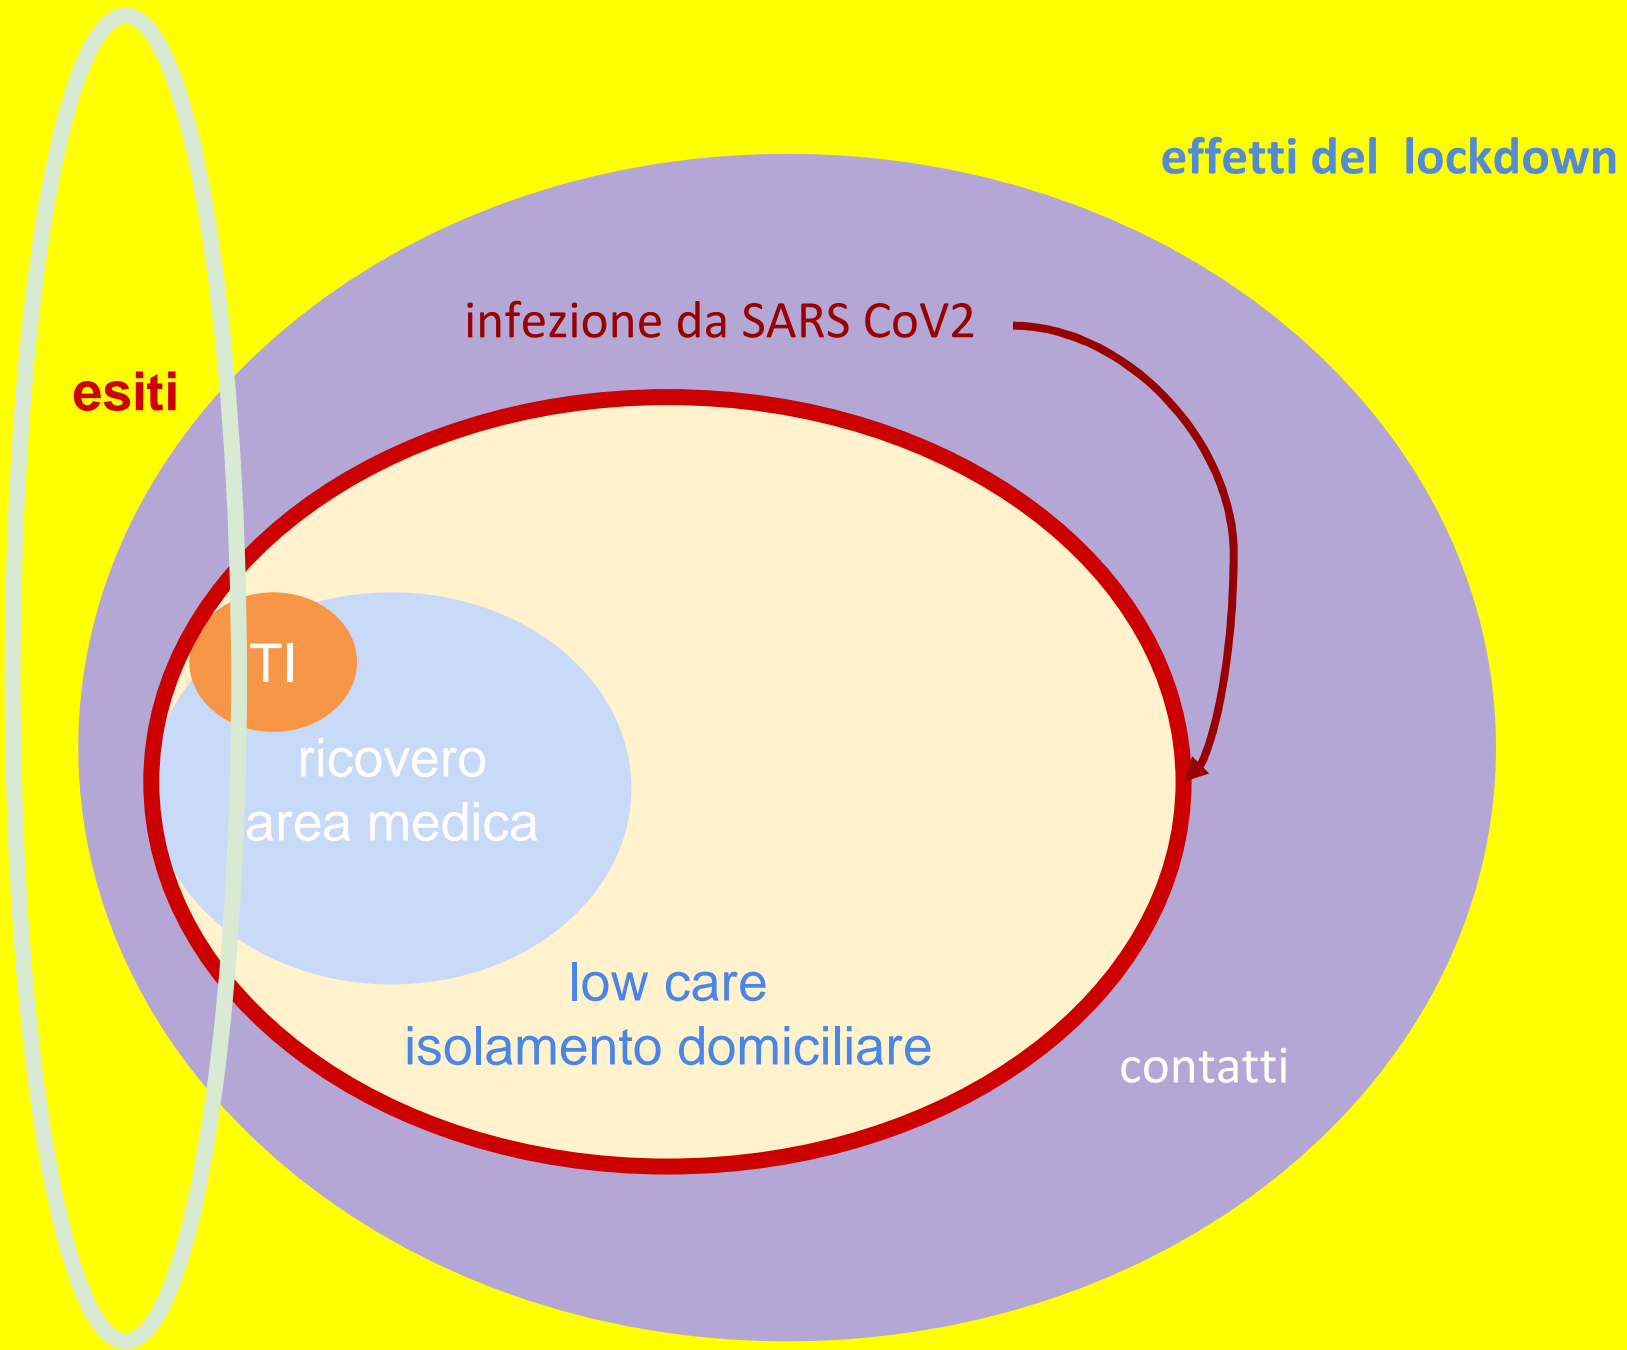 effetti del lockdown
infezione da SARS CoV2
esiti
TI
ricovero
area medica
low care
isolamento domiciliare
contatti